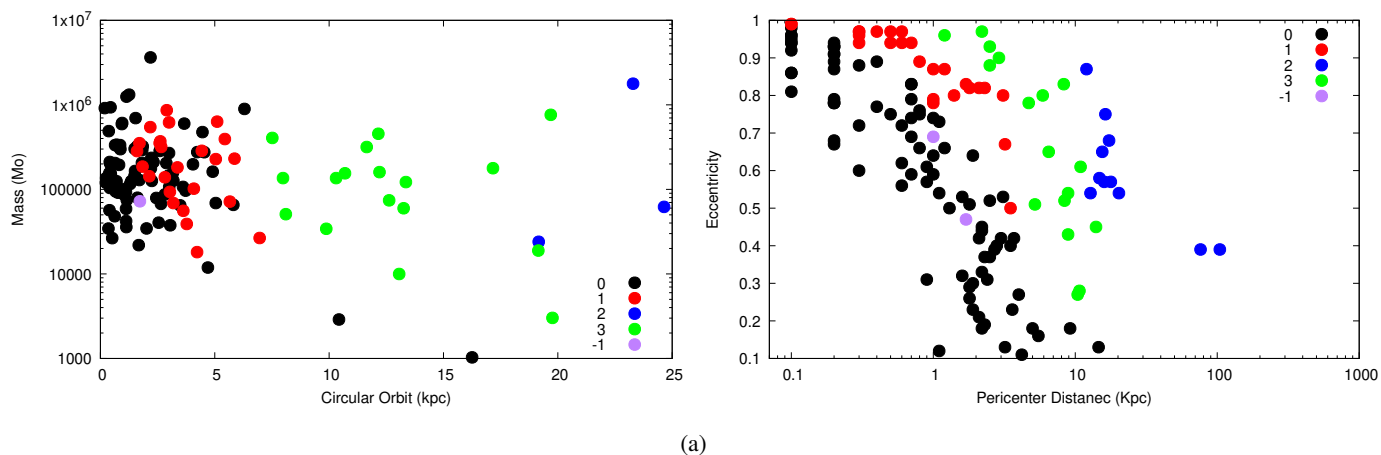 1x10^7
1x10^6
100000
10000
1000
Mass (Mo)
0 5 10 15 20 25
Circular Orbit (kpc)
0
1
2
3
-1
1
0.9
0.8
0.7
0.6
0.5
0.4
0.3
0.2
0.1
Eccentricity
0.1 1 10 100 1000
Pericenter Distanec (Kpc)
0
1
2
3
-1
(a)